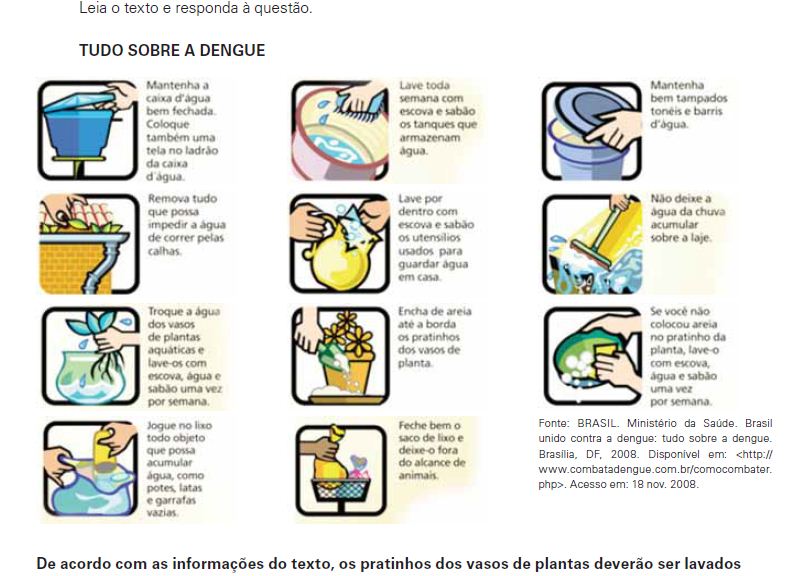 Leia o texto e responda à questão.
TUDO SOBRE A DENGUE
Mantenha a
caixa d'água
bem fechada.
Coloque
também uma
tela no ladrão
da caixa
d´água.
Lave toda
semana com
escova e sabão
os tanques que
armazenam
água.
Mantenha
bem tampados
tonéis e barris
d'água.
Remova tudo
que possa
impedir a água
de correr pelas
calhas.
Lave por
dentro com
escova e sabão
os utensílios
usados para
guardar água
em casa.
Não deixe a
água da chuva
acumular
sobre a laje.
Troque a água
dos vasos
de plantas
aquáticas e
lave-os com
escova, água e
sabão uma vez
por semana.
Encha de areia
até a borda
os pratinhos
dos vasos de
planta.
Se você não
colocou areia
no pratinho da
planta, lave-o
com escova,
água e sabão
uma vez
por semana.
Jogue no lixo
todo objeto
que possa
acumular
água, como
potes, latas
e garrafas
vazias.
Feche bem o
saco de lixo e
deixe-o fora
do alcance de
animais.
Fonte: BRASIL. Ministério da Saúde. Brasil
unido contra a dengue: tudo sobre a dengue.
Brasília, DF, 2008. Disponível em: <http://
www.combatadengue.com.br/comocombater.
php>. Acesso em: 18 nov. 2008.
De acordo com as informações do texto, os pratinhos dos vasos de plantas deverão ser lavados